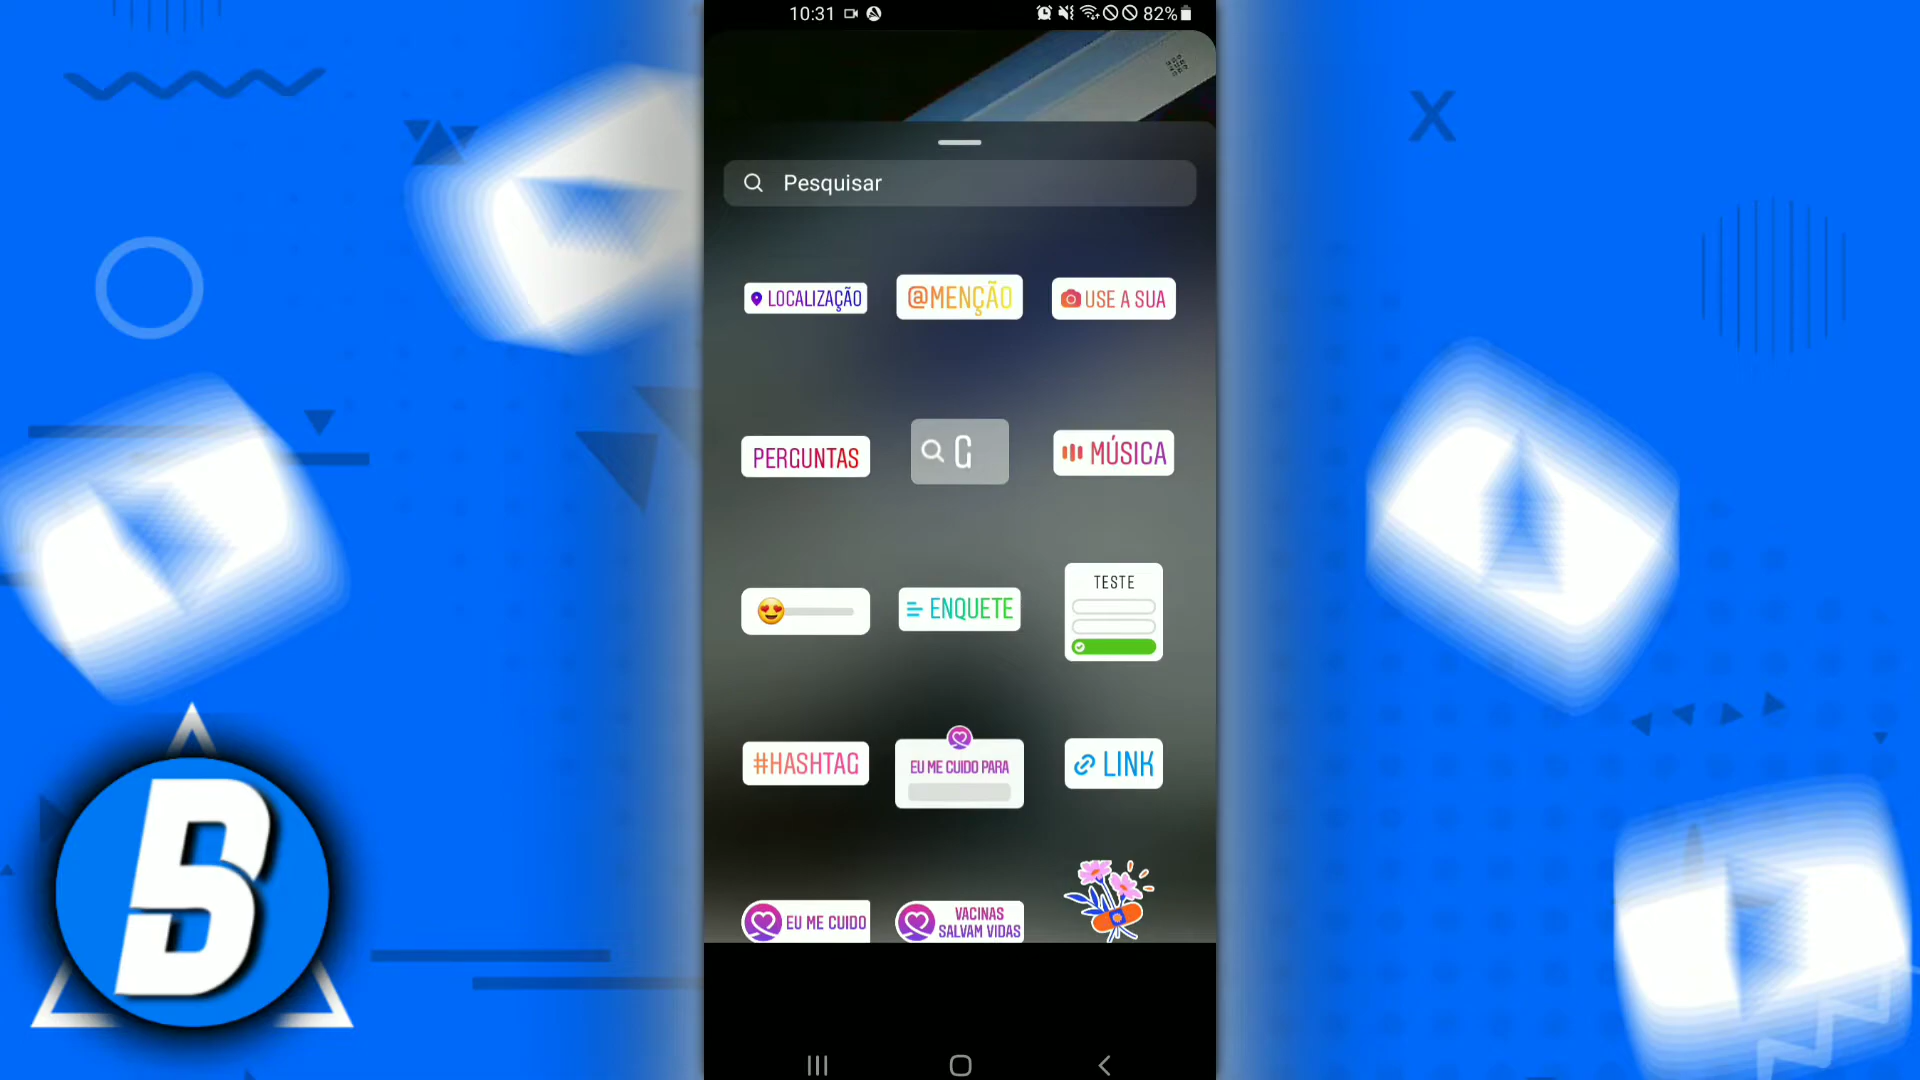 10:31
82%
Pesquisar
LOCALIZAÇÃO
@MENÇÃO
USE A SUA
PERGUNTAS
G
MÚSICA
ENQUETE
TESTE
#HASHTAG
EU ME CUIDO PARA
LINK
EU ME CUIDO
VACINAS
SALVAM VIDAS
B